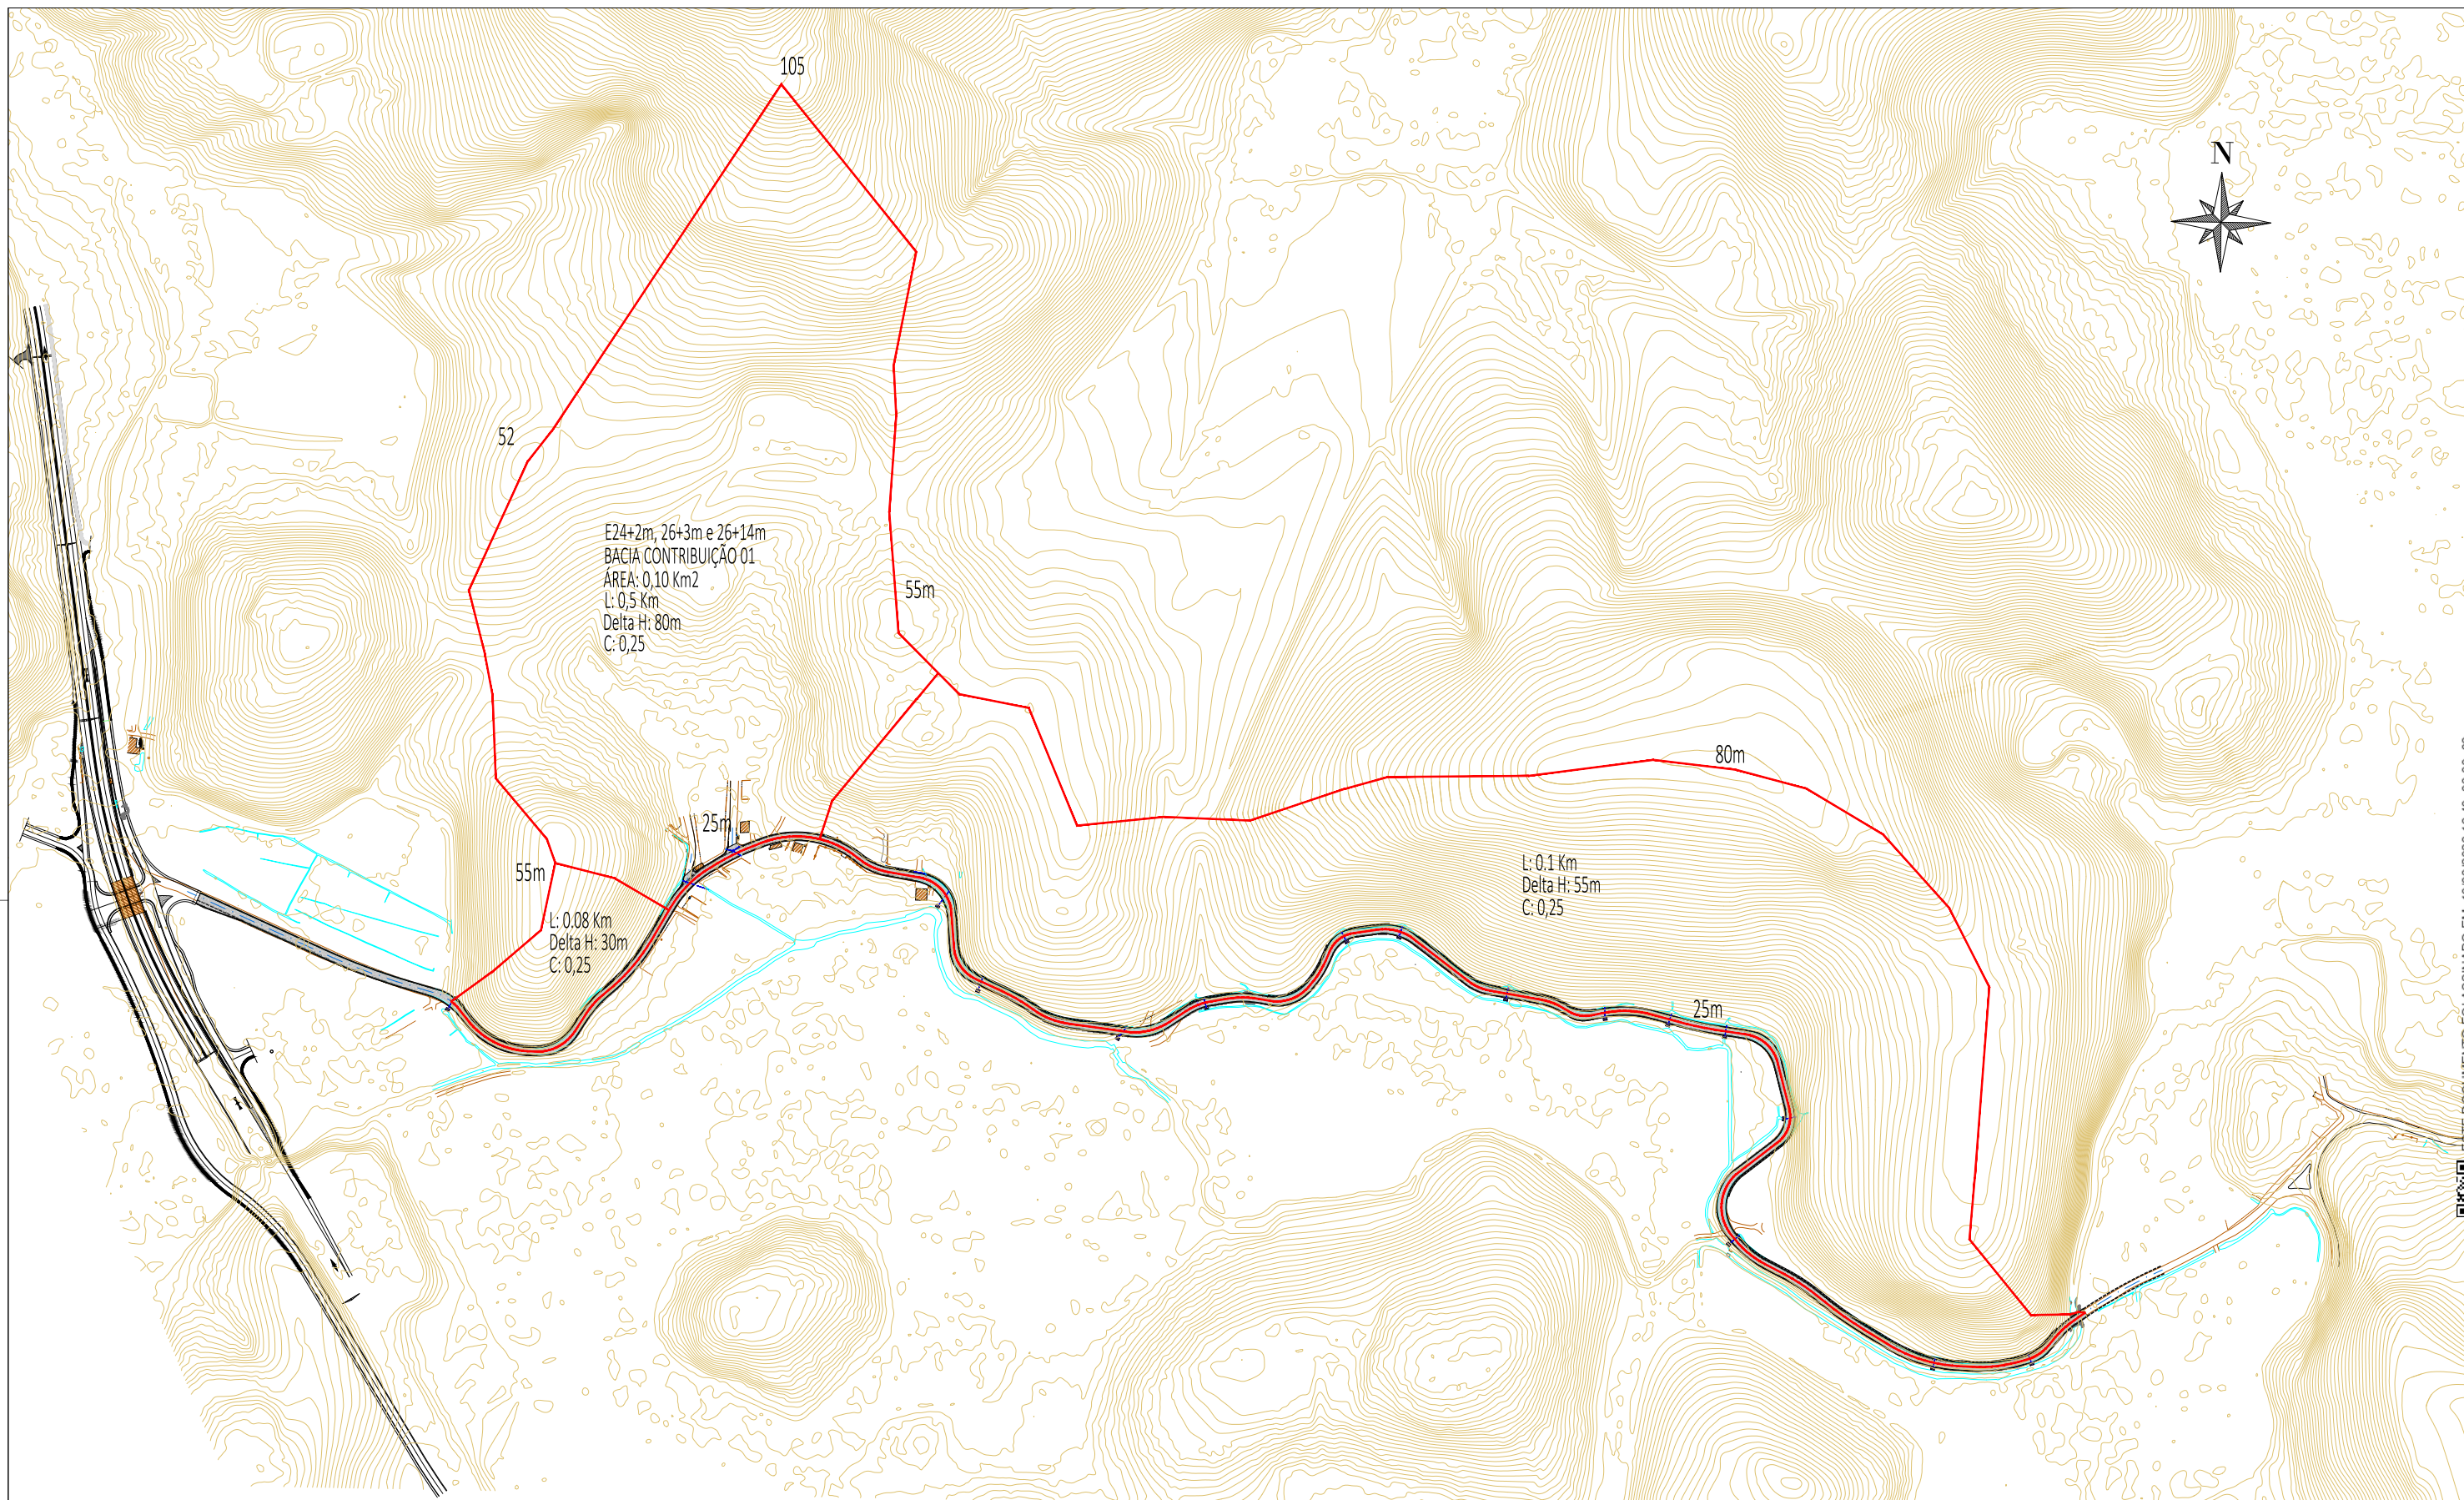 105
N
52
E24+2m, 26+3m e 26+14m
BACIA CONTRIBUIÇÃO 01
ÁREA: 0,10 Km2
L: 0,5 Km
Delta H: 80m
C: 0,25
55m
80m
25m
55m
L: 0.08 Km
Delta H: 30m
C: 0,25
L: 0.1 Km
Delta H: 55m
C: 0,25
25m